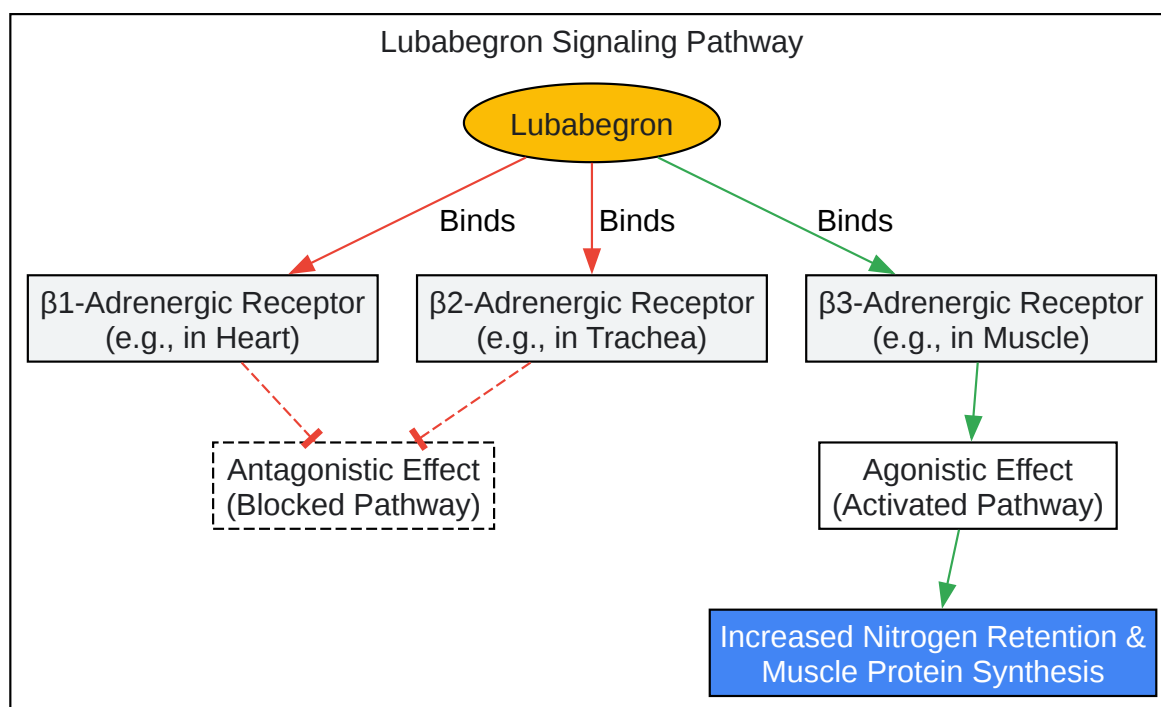 Lubabegron Signaling Pathway
Lubabegron
Binds
Binds
Binds
β1-Adrenergic Receptor
(e.g., in Heart)
β2-Adrenergic Receptor
(e.g., in Trachea)
β3-Adrenergic Receptor
(e.g., in Muscle)
Antagonistic Effect
(Blocked Pathway)
Agonistic Effect
(Activated Pathway)
Increased Nitrogen Retention &
Muscle Protein Synthesis